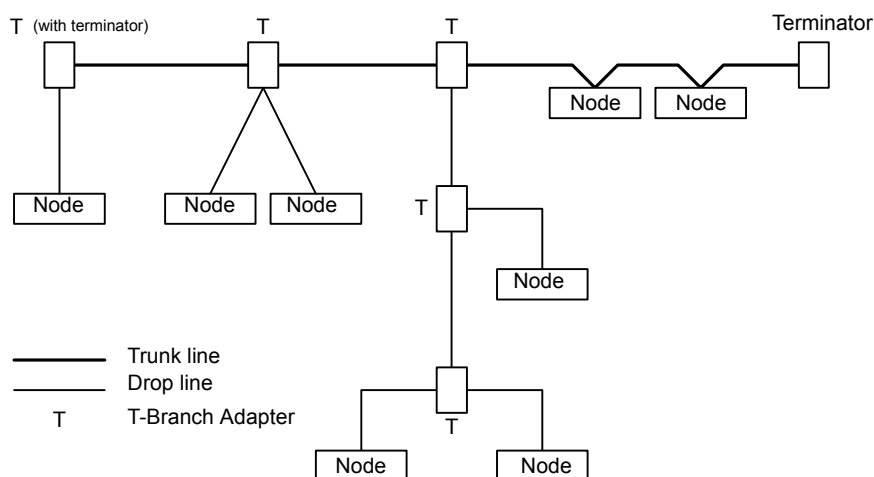 T (with terminator)
T
T
Terminator
Node
Node
Node
Node
Node
T
Node
Trunk line
Drop line
T T-Branch Adapter
T
Node
Node